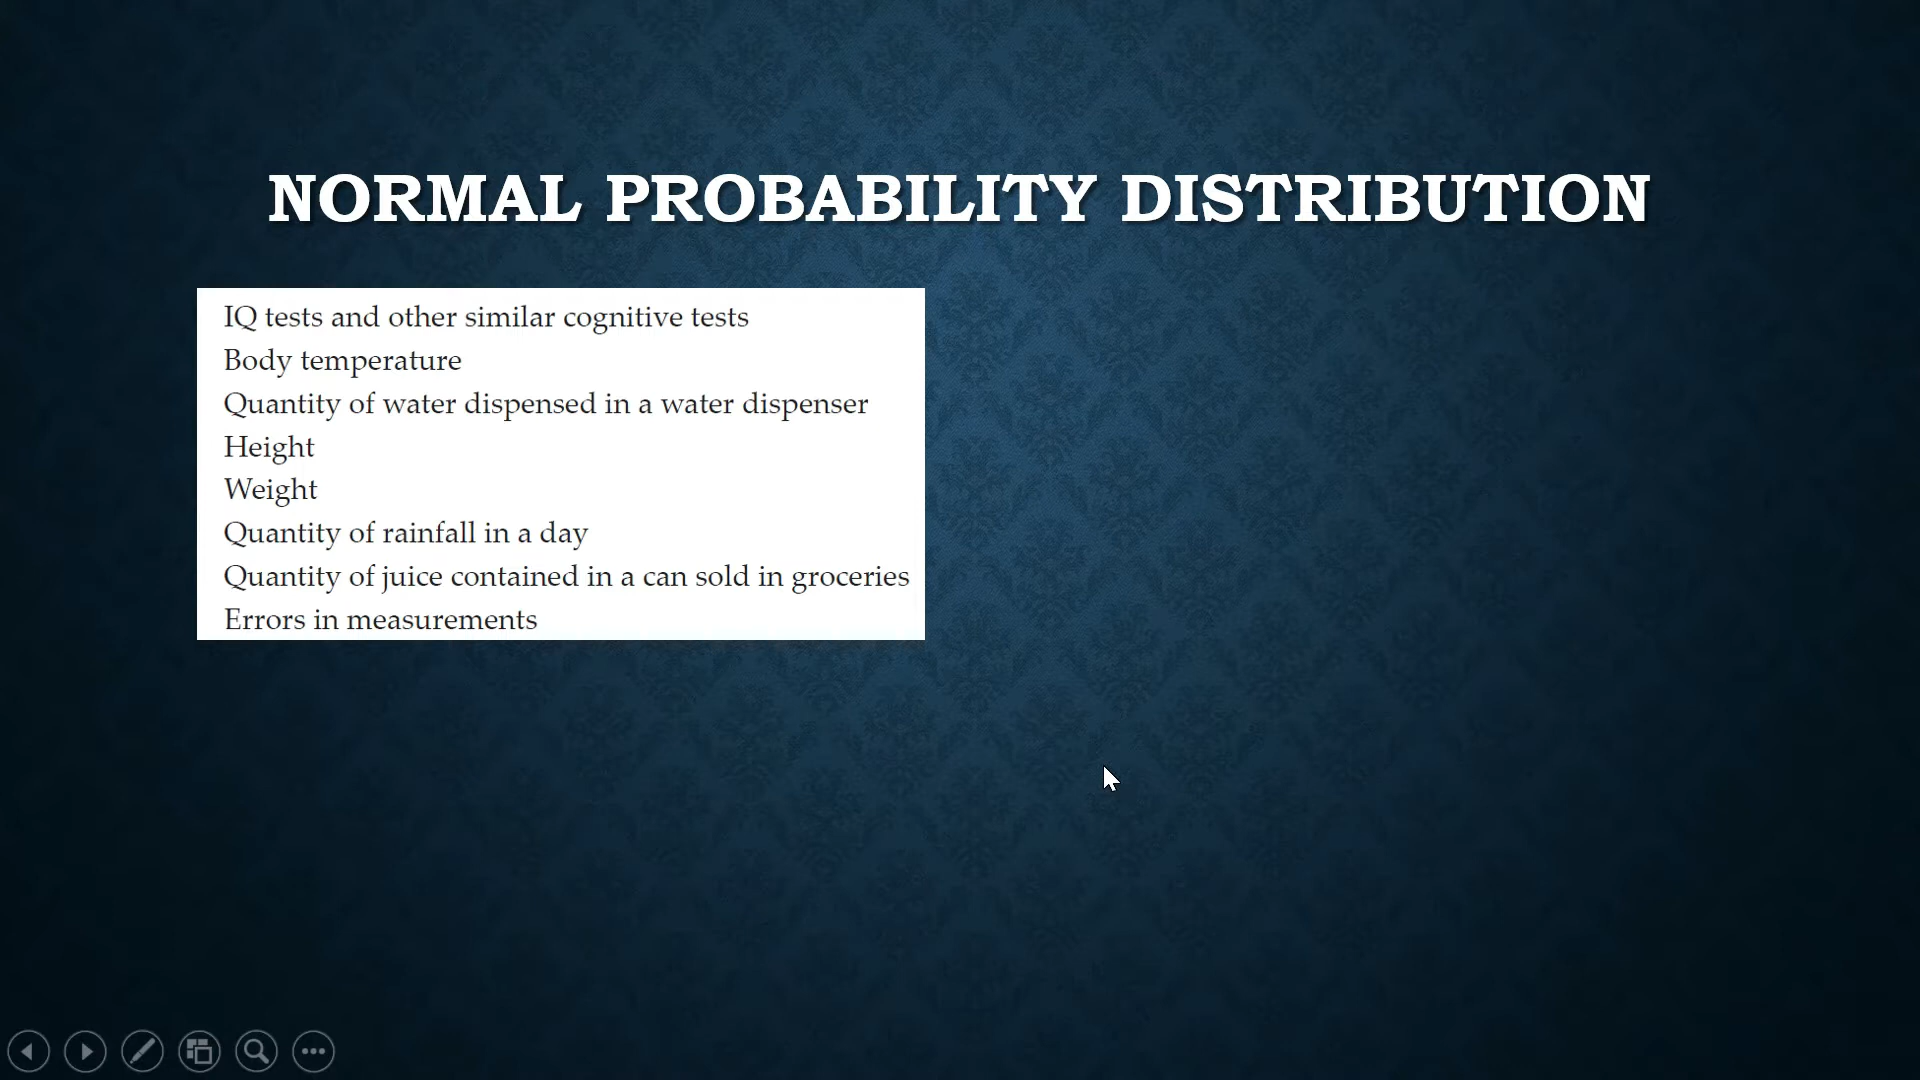 NORMAL PROBABILITY DISTRIBUTION
IQ tests and other similar cognitive tests
Body temperature
Quantity of water dispensed in a water dispenser
Height
Weight
Quantity of rainfall in a day
Quantity of juice contained in a can sold in groceries
Errors in measurements